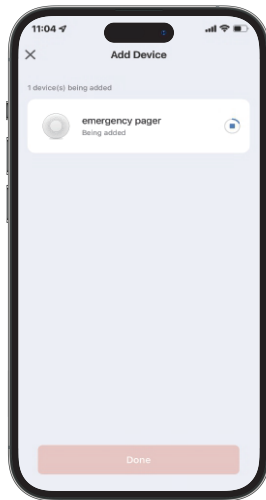 11:04
Add Device
1 device(s) being added
emergency pager
Being added
Done